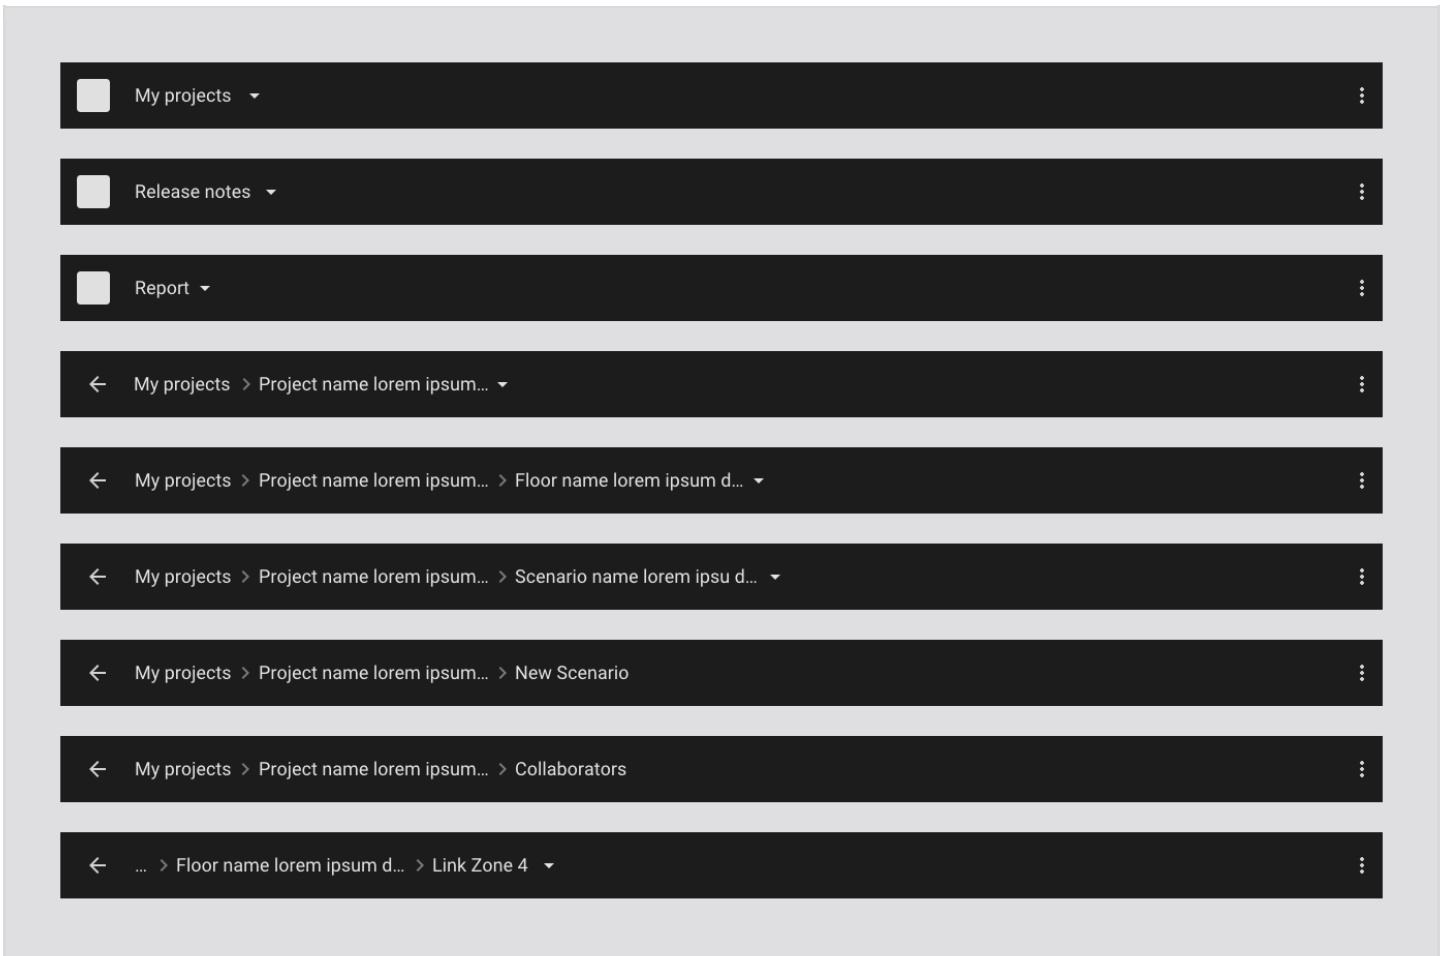 My projects
Release notes
Report
My projects > Project name lorem ipsum...
My projects > Project name lorem ipsum... > Floor name lorem ipsum d...
My projects > Project name lorem ipsum... > Scenario name lorem ipsu d...
My projects > Project name lorem ipsum... > New Scenario
My projects > Project name lorem ipsum... > Collaborators
... > Floor name lorem ipsum d... > Link Zone 4